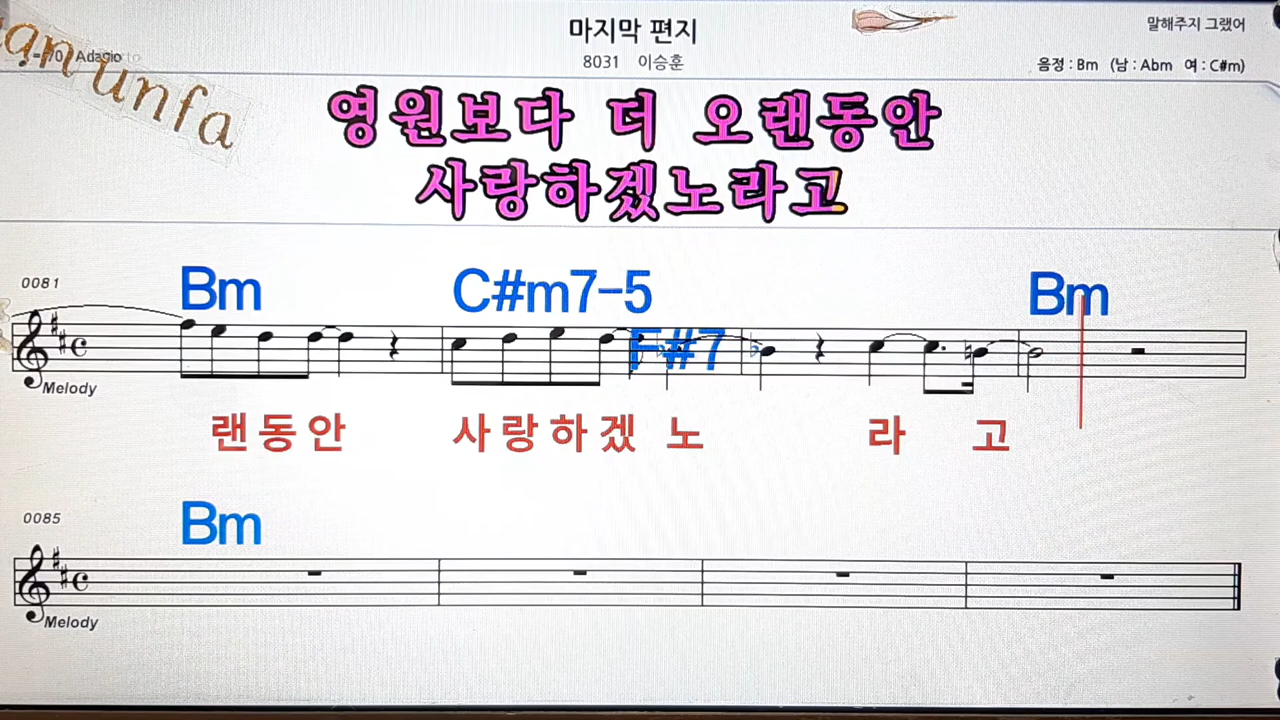 마지막 편지
말해주지 그랬어
8031 이승훈
음정 : Bm (남 : Abm 여 : C#m)
Adagio
unfa
영원보다 더 오랜동안
사랑하겠노라고
0081
Bm C#m7-5 F#7 Bm
Melody
랜동안 사랑하겠 노 라 고
0085
Bm
Melody